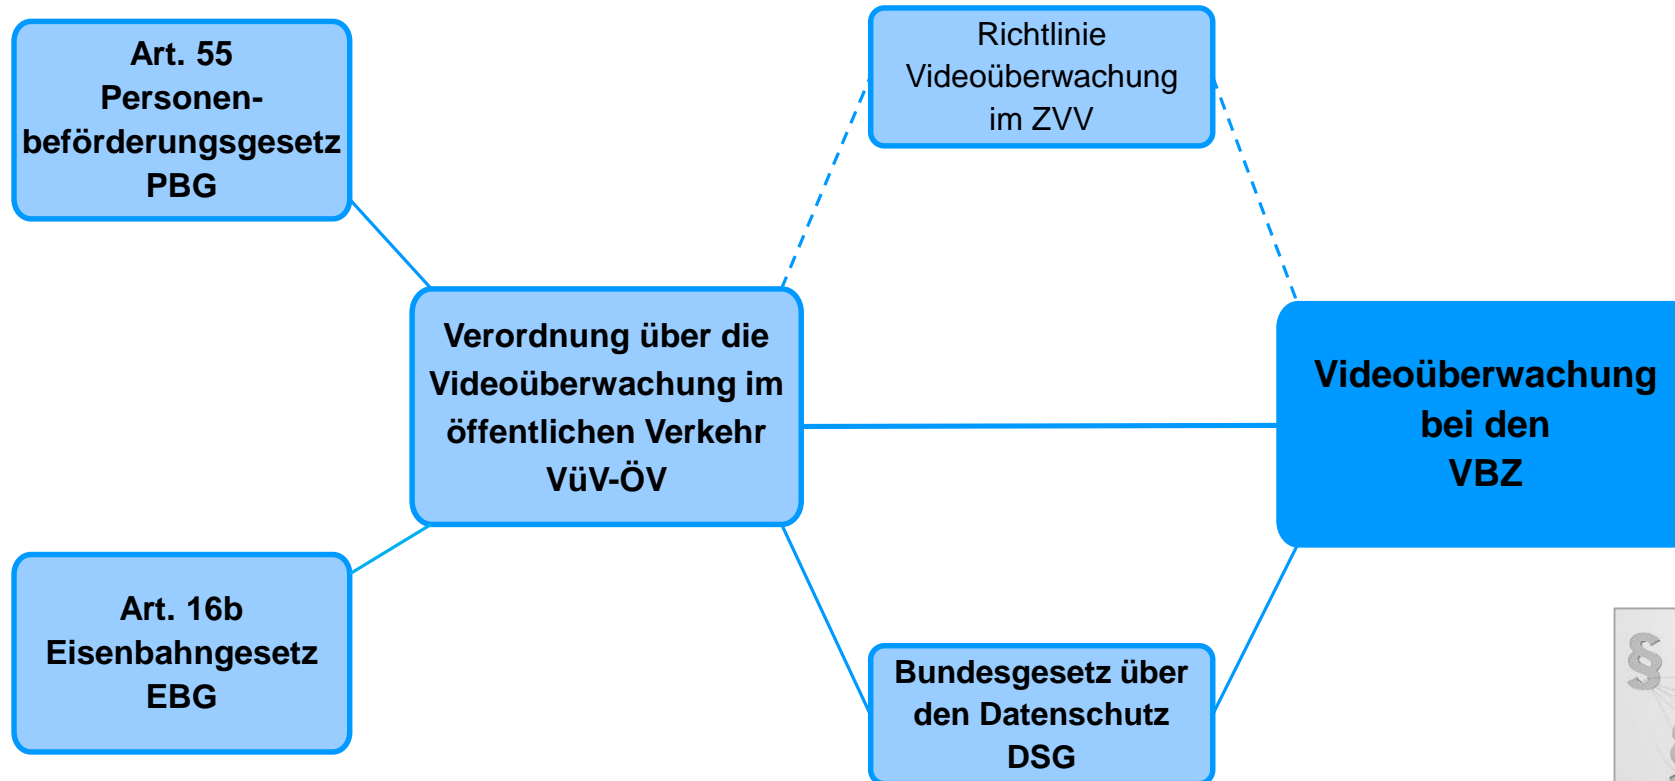 Art. 55
Personen-
beförderungsgesetz
PBG
Richtlinie
Videoüberwachung
im ZVV
Verordnung über die
Videoüberwachung im
öffentlichen Verkehr
VüV-ÖV
Videoüberwachung
bei den
VBZ
Art. 16b
Eisenbahngesetz
EBG
Bundesgesetz über
den Datenschutz
DSG
§